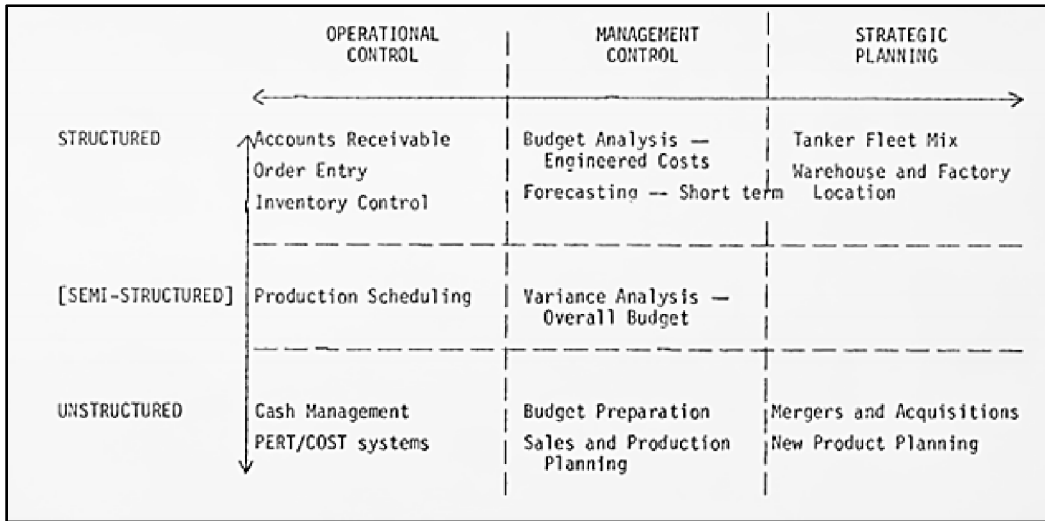 OPERATIONAL CONTROL
MANAGEMENT CONTROL
STRATEGIC PLANNING
STRUCTURED
Accounts Receivable
Order Entry
Inventory Control
Budget Analysis —
Engineered Costs
Forecasting -- Short term
Tanker Fleet Mix
Warehouse and Factory
Location
[SEMI-STRUCTURED]
Production Scheduling
Variance Analysis —
Overall Budget
UNSTRUCTURED
Cash Management
PERT/COST systems
Budget Preparation
Sales and Production
Planning
Mergers and Acquisitions
New Product Planning